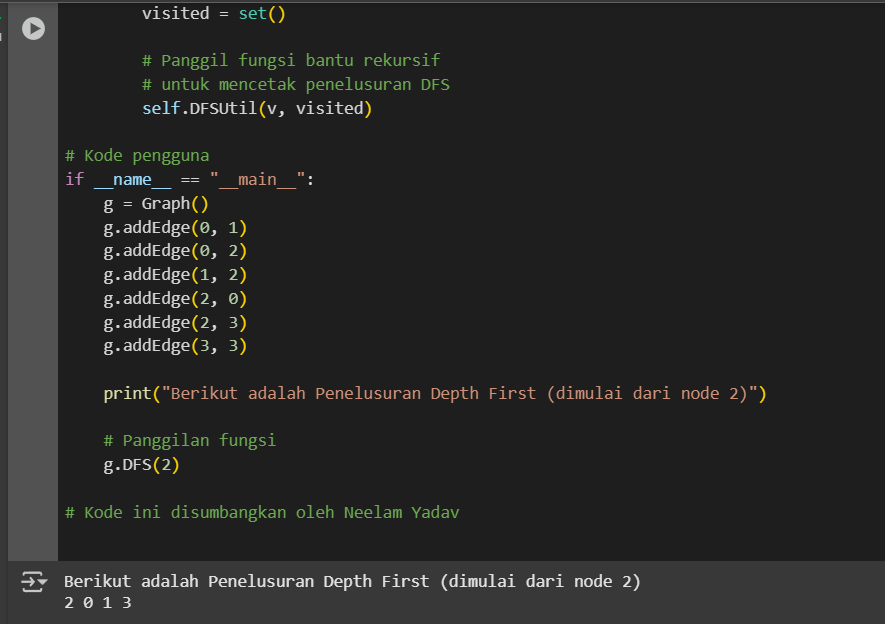 visited = set()
# Panggil fungsi bantu rekursif
# untuk mencetak penelusuran DFS
self.DFSUtil(v, visited)
# Kode pengguna
if __name__ == "__main__":
g = Graph()
g.addEdge(0, 1)
g.addEdge(0, 2)
g.addEdge(1, 2)
g.addEdge(2, 0)
g.addEdge(2, 3)
g.addEdge(3, 3)
print("Berikut adalah Penelusuran Depth First (dimulai dari node 2)")
# Panggilan fungsi
g.DFS(2)
# Kode ini disumbangkan oleh Neelam Yadav
Berikut adalah Penelusuran Depth First (dimulai dari node 2)
2 0 1 3